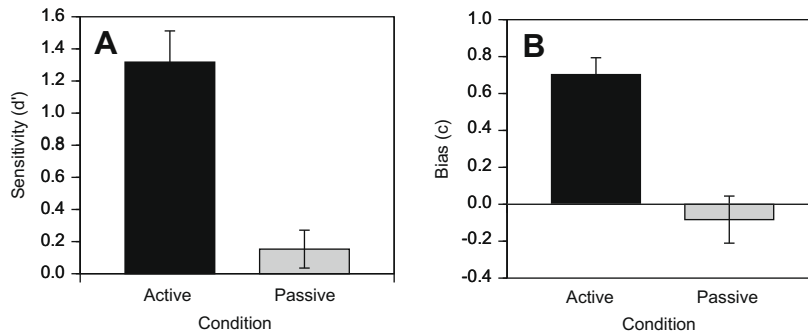 A
Sensitivity (d')
1.6
1.4
1.2
1.0
0.8
0.6
0.4
0.2
0.0
Active Passive
Condition
B
Bias (c)
1.0
0.8
0.6
0.4
0.2
0.0
-0.2
-0.4
Active Passive
Condition